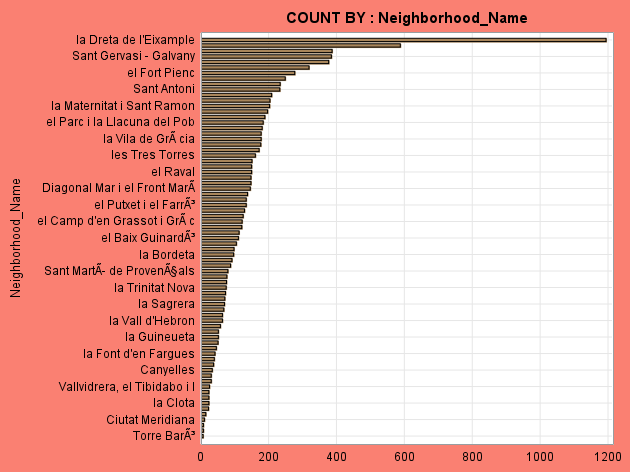 COUNT BY : Neighborhood_Name
Neighborhood_Name
la Dreta de l'Eixample
Sant Gervasi - Galvany
el Fort Pienc
Sant Antoni
la Maternitat i Sant Ramon
el Parc i la Llacuna del Pob
la Vila de GrÃ cia
les Tres Torres
el Raval
Diagonal Mar i el Front MarÃ
el Putxet i el FarrÃ³
el Camp d'en Grassot i GrÃ c
el Baix GuinardÃ³
la Bordeta
Sant MartÃ- de ProvenÃ§als
la Trinitat Nova
la Sagrera
la Vall d'Hebron
la Guineueta
la Font d'en Fargues
Canyelles
Vallvidrera, el Tibidabo i l
la Clota
Ciutat Meridiana
Torre BarÃ³
0 200 400 600 800 1000 1200